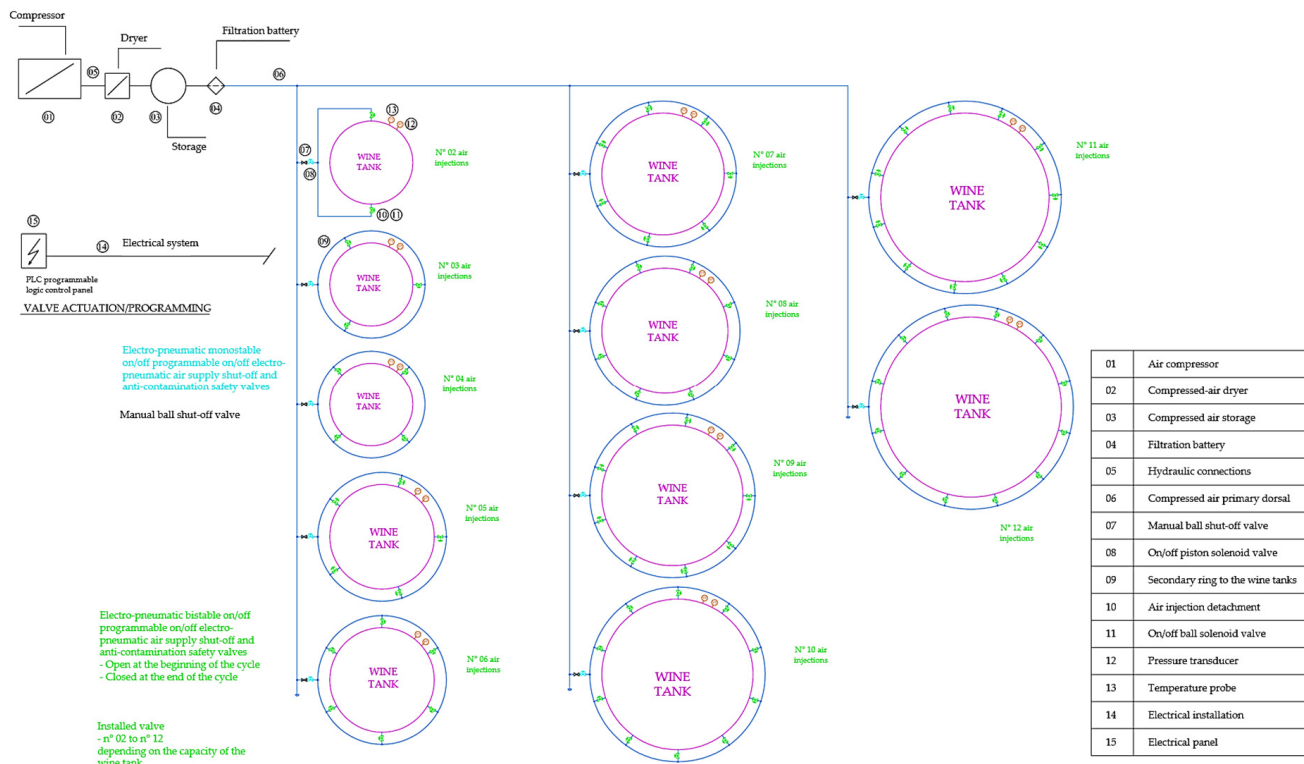 Compressor
Dryer
Filtration battery
05
06
01
02
03
04
Storage
13
12
07
08
WINE
TANK
N° 02 air
injections
10 11
15
14
Electrical system
PLC programmable
logic control panel
VALVE ACTUATION/PROGRAMMING
09
WINE
TANK
N° 03 air
injections
Electro-pneumatic monostable
on/off programmable on/off electro-
pneumatic air supply shut-off and
anti-contamination safety valves
Manual ball shut-off valve
WINE
TANK
N° 04 air
injections
WINE
TANK
N° 05 air
injections
Electro-pneumatic bistable on/off
programmable on/off electro-
pneumatic air supply shut-off and
anti-contamination safety valves
- Open at the beginning of the cycle
- Closed at the end of the cycle
WINE
TANK
N° 06 air
injections
Installed valve
- n° 02 to n° 12
depending on the capacity of the
wine tank
WINE
TANK
N° 07 air
injections
WINE
TANK
N° 08 air
injections
WINE
TANK
N° 09 air
injections
WINE
TANK
N° 10 air
injections
WINE
TANK
N° 11 air
injections
WINE
TANK
N° 12 air
injections
01 Air compressor
02 Compressed-air dryer
03 Compressed air storage
04 Filtration battery
05 Hydraulic connections
06 Compressed air primary dorsal
07 Manual ball shut-off valve
08 On/off piston solenoid valve
09 Secondary ring to the wine tanks
10 Air injection detachment
11 On/off ball solenoid valve
12 Pressure transducer
13 Temperature probe
14 Electrical installation
15 Electrical panel